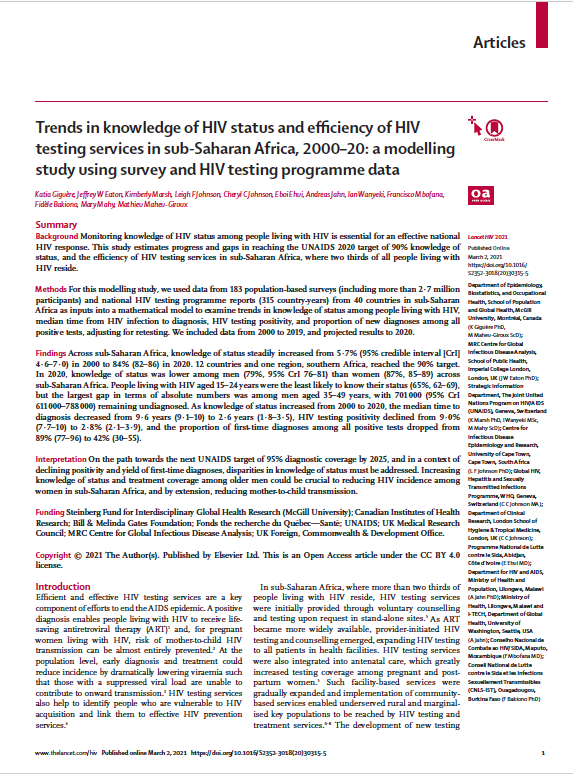 Articles
Trends in knowledge of HIV status and efficiency of HIV
testing services in sub-Saharan Africa, 2000–20: a modelling
study using survey and HIV testing programme data
CrossMark
Katia Giguère, Jeffrey W Eaton, Kimberly Marsh, Leigh F Johnson, Cheryl C Johnson, Eboi Ehui, Andreas Jahn, Ian Wanyeki, Francisco Mbofana,
Fidèle Bakiono, Mary Mahy, Mathieu Maheu-Giroux
oa
OPEN ACCESS
Summary
Background Monitoring knowledge of HIV status among people living with HIV is essential for an effective national
HIV response. This study estimates progress and gaps in reaching the UNAIDS 2020 target of 90% knowledge of
status, and the efficiency of HIV testing services in sub-Saharan Africa, where two thirds of all people living with
HIV reside.
Methods For this modelling study, we used data from 183 population-based surveys (including more than 2·7 million
participants) and national HIV testing programme reports (315 country-years) from 40 countries in sub-Saharan
Africa as inputs into a mathematical model to examine trends in knowledge of status among people living with HIV,
median time from HIV infection to diagnosis, HIV testing positivity, and proportion of new diagnoses among all
positive tests, adjusting for retesting. We included data from 2000 to 2019, and projected results to 2020.
Findings Across sub-Saharan Africa, knowledge of status steadily increased from 5·7% (95% credible interval [CrI]
4·6–7·0) in 2000 to 84% (82–86) in 2020. 12 countries and one region, southern Africa, reached the 90% target.
In 2020, knowledge of status was lower among men (79%, 95% CrI 76–81) than women (87%, 85–89) across
sub-Saharan Africa. People living with HIV aged 15–24 years were the least likely to know their status (65%, 62–69),
but the largest gap in terms of absolute numbers was among men aged 35–49 years, with 701 000 (95% CrI
611 000–788 000) remaining undiagnosed. As knowledge of status increased from 2000 to 2020, the median time to
diagnosis decreased from 9·6 years (9·1–10) to 2·6 years (1·8–3·5), HIV testing positivity declined from 9·0%
(7·7–10) to 2·8% (2·1–3·9), and the proportion of first-time diagnoses among all positive tests dropped from
89% (77–96) to 42% (30–55).
Interpretation On the path towards the next UNAIDS target of 95% diagnostic coverage by 2025, and in a context of
declining positivity and yield of first-time diagnoses, disparities in knowledge of status must be addressed. Increasing
knowledge of status and treatment coverage among older men could be crucial to reducing HIV incidence
among women in sub-Saharan Africa, and by extension, reducing mother-to-child transmission.
Funding Steinberg Fund for Interdisciplinary Global Health Research (McGill University); Canadian Institutes of Health
Research; Bill & Melinda Gates Foundation; Fonds the recherche du Québec—Santé; UNAIDS; UK Medical Research
Council; MRC Centre for Global Infectious Disease Analysis; UK Foreign, Commonwealth & Development Office.
Copyright © 2021 The Author(s). Published by Elsevier Ltd. This is an Open Access article under the CC BY 4.0
license.
Introduction
Efficient and effective HIV testing services are a key
component of efforts to end the AIDS epidemic. A positive
diagnosis enables people living with HIV to receive life-
saving antiretroviral therapy (ART)¹ and, for pregnant
women living with HIV, risk of mother-to-child HIV
transmission can be almost entirely prevented.² At the
population level, early diagnosis and treatment could
reduce incidence by dramatically lowering viraemia such
that those with a suppressed viral load are unable to
contribute to onward transmission.³ HIV testing services
also help to identify people who are vulnerable to HIV
acquisition and link them to effective HIV prevention
services.⁴
In sub-Saharan Africa, where more than two thirds of
people living with HIV reside, HIV testing services
were initially provided through voluntary counselling
and testing upon request in stand-alone sites.⁵ As ART
became more widely available, provider-initiated HIV
testing and counselling emerged, expanding HIV testing
to all patients in health facilities. HIV testing services
were also integrated into antenatal care, which greatly
increased testing coverage among pregnant and post-
partum women.⁵ Such facility-based services were
gradually expanded and implementation of community-
based services enabled underserved rural and marginal-
ised key populations to be reached by HIV testing and
treatment services. The development of new testing
Lancet HIV 2021
Published Online
March 2, 2021
https://doi.org/10.1016/
S2352-3018(20)30315-5
Department of Epidemiology,
Biostatistics, and Occupational
Health, School of Population
and Global Health, McGill
University, Montréal, Canada
(K Giguère PhD,
M Maheu-Giroux ScD);
MRC Centre for Global
Infectious Disease Analysis,
School of Public Health,
Imperial College London,
London, UK (J W Eaton PhD);
Strategic Information
Department, The Joint United
Nations Program on HIV/AIDS
(UNAIDS), Geneva, Switzerland
(K Marsh PhD, I Wanyeki MSc,
M Mahy ScD); Centre for
Infectious Disease
Epidemiology and Research,
University of Cape Town,
Cape Town, South Africa
(L F Johnson PhD); Global HIV,
Hepatitis and Sexually
Transmitted Infections
Programme, WHO, Geneva,
Switzerland (C C Johnson MA);
Department of Clinical
Research, London School of
Hygiene & Tropical Medicine,
London, UK (C C Johnson);
Programme National de Lutte
contre le Sida, Abidjan,
Côte d'Ivoire (E Ehui MD);
Department for HIV and AIDS,
Ministry of Health and
Population, Lilongwe, Malawi
(A Jahn PhD); Ministry of
Health, Lilongwe, Malawi and
I-TECH, Department of Global
Health, University of
Washington, Seattle, USA
(A Jahn); Conselho Nacional de
Combate ao HIV/SIDA, Maputo,
Mozambique (F Mbofana MD);
Conseil National de Lutte
contre le Sida et les Infections
Sexuellement Transmissibles
(CNLS-IST), Ouagadougou,
Burkina Faso (F Bakiono PhD)
www.thelancet.com/hiv Published online March 2, 2021 https://doi.org/10.1016/S2352-3018(20)30315-5
1